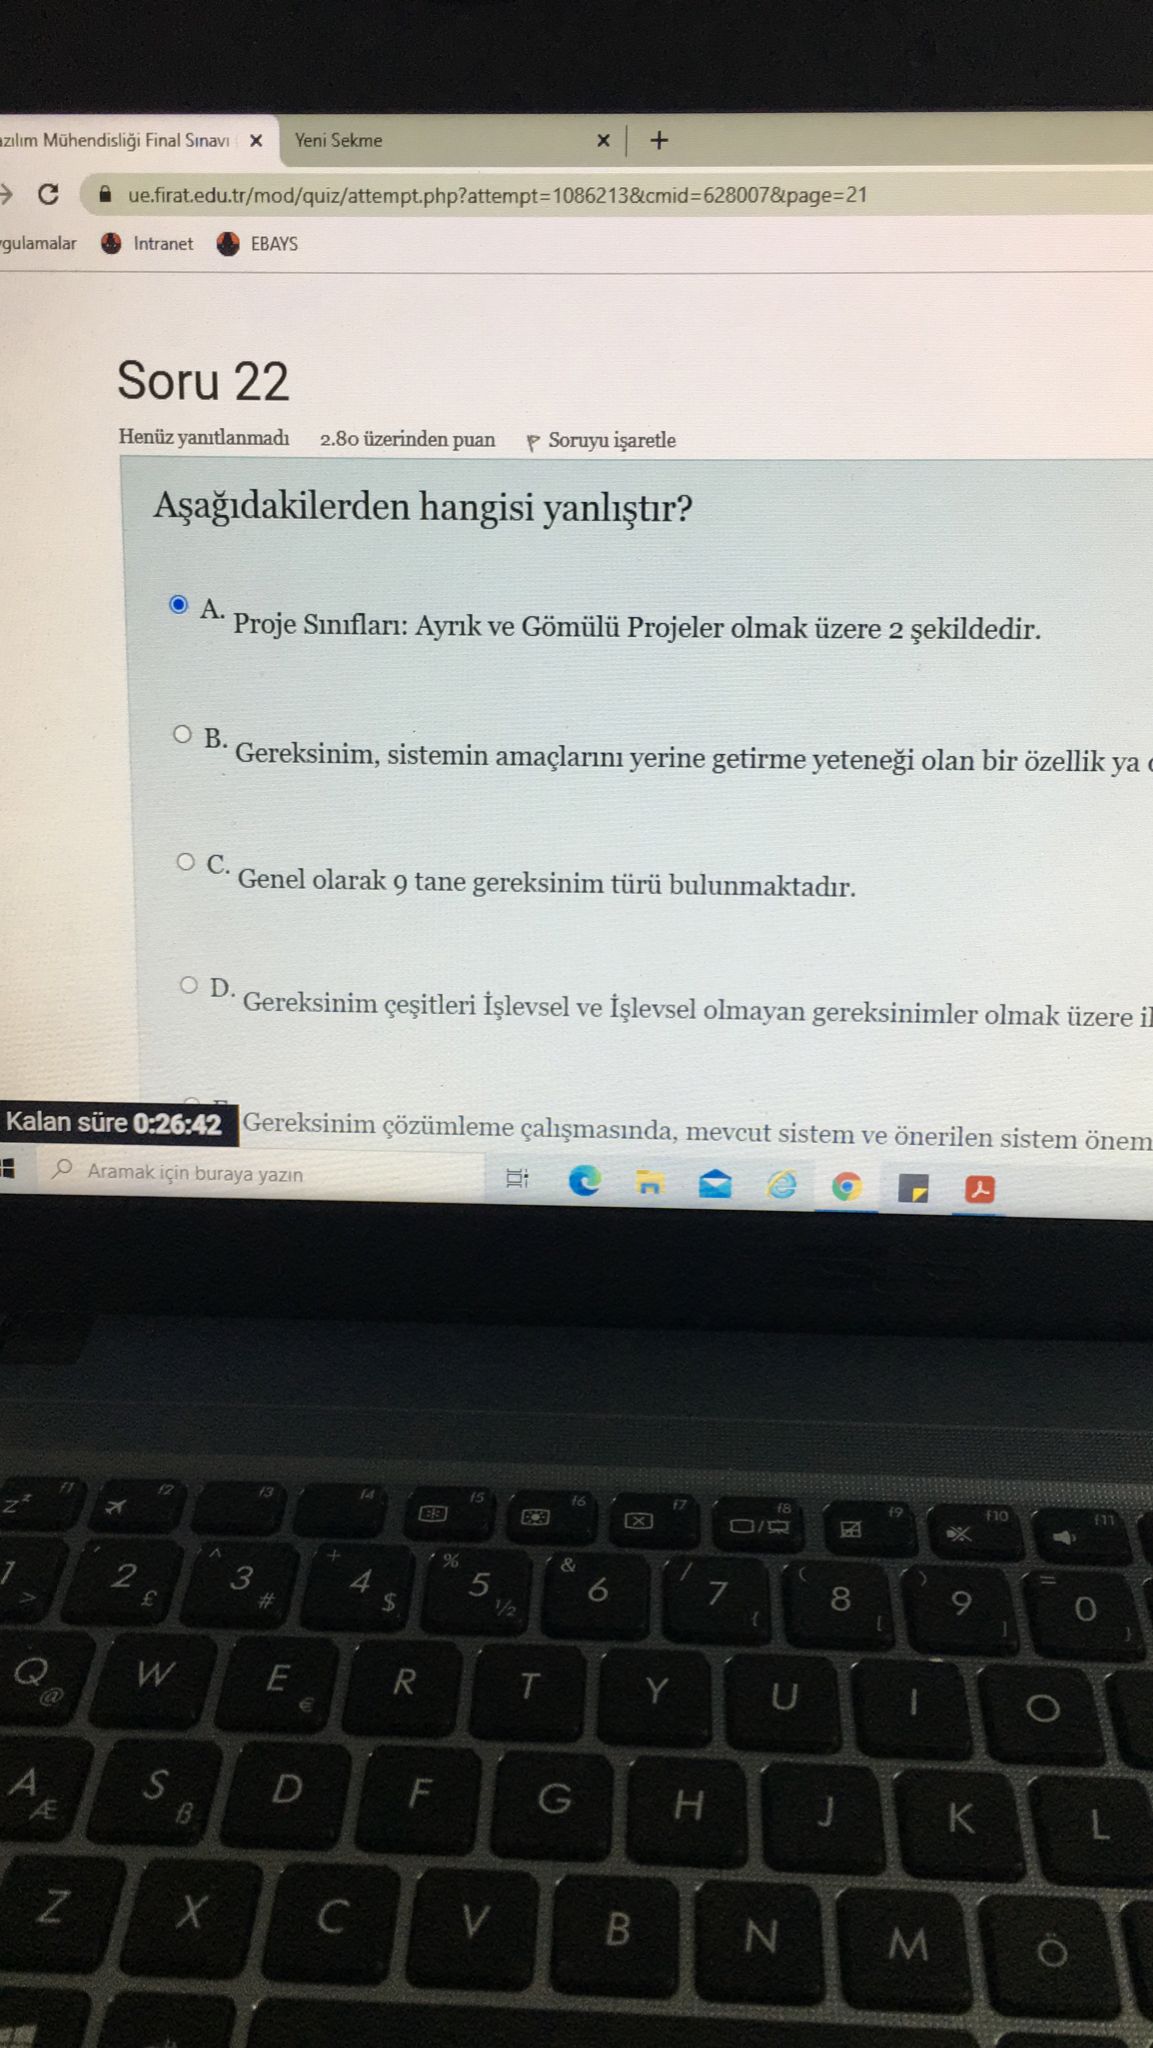 azılım Mühendisliği Final Sınavı
Yeni Sekme
ue.firat.edu.tr/mod/quiz/attempt.php?attempt=1086213&cmid=628007&page=21
ygulamalar Intranet EBAYS
Soru 22
Henüz yanıtlanmadı 2.80 üzerinden puan Soruyu işaretle
Aşağıdakilerden hangisi yanlıştır?
A. Proje Sınıfları: Ayrık ve Gömülü Projeler olmak üzere 2 şekildedir.
B. Gereksinim, sistemin amaçlarını yerine getirme yeteneği olan bir özellik ya
C. Genel olarak 9 tane gereksinim türü bulunmaktadır.
D. Gereksinim çeşitleri İşlevsel ve İşlevsel olmayan gereksinimler olmak üzere
Kalan süre 0:26:42
Gereksinim çözümleme çalışmasında, mevcut sistem ve önerilen sistem önem
Aramak için buraya yazın
f1 f2 f3 f4 f5 f6 f7 f8 f9 f10 f11
1 > ' 2 £ ^ 3 # + 4 $ % 5 ½ & 6 / 7 { ( 8 [ ) 9 ] = 0 }
Q @ W E € R T Y U I O
A Æ S ß D F G H J K L
Z X C V B N M Ö